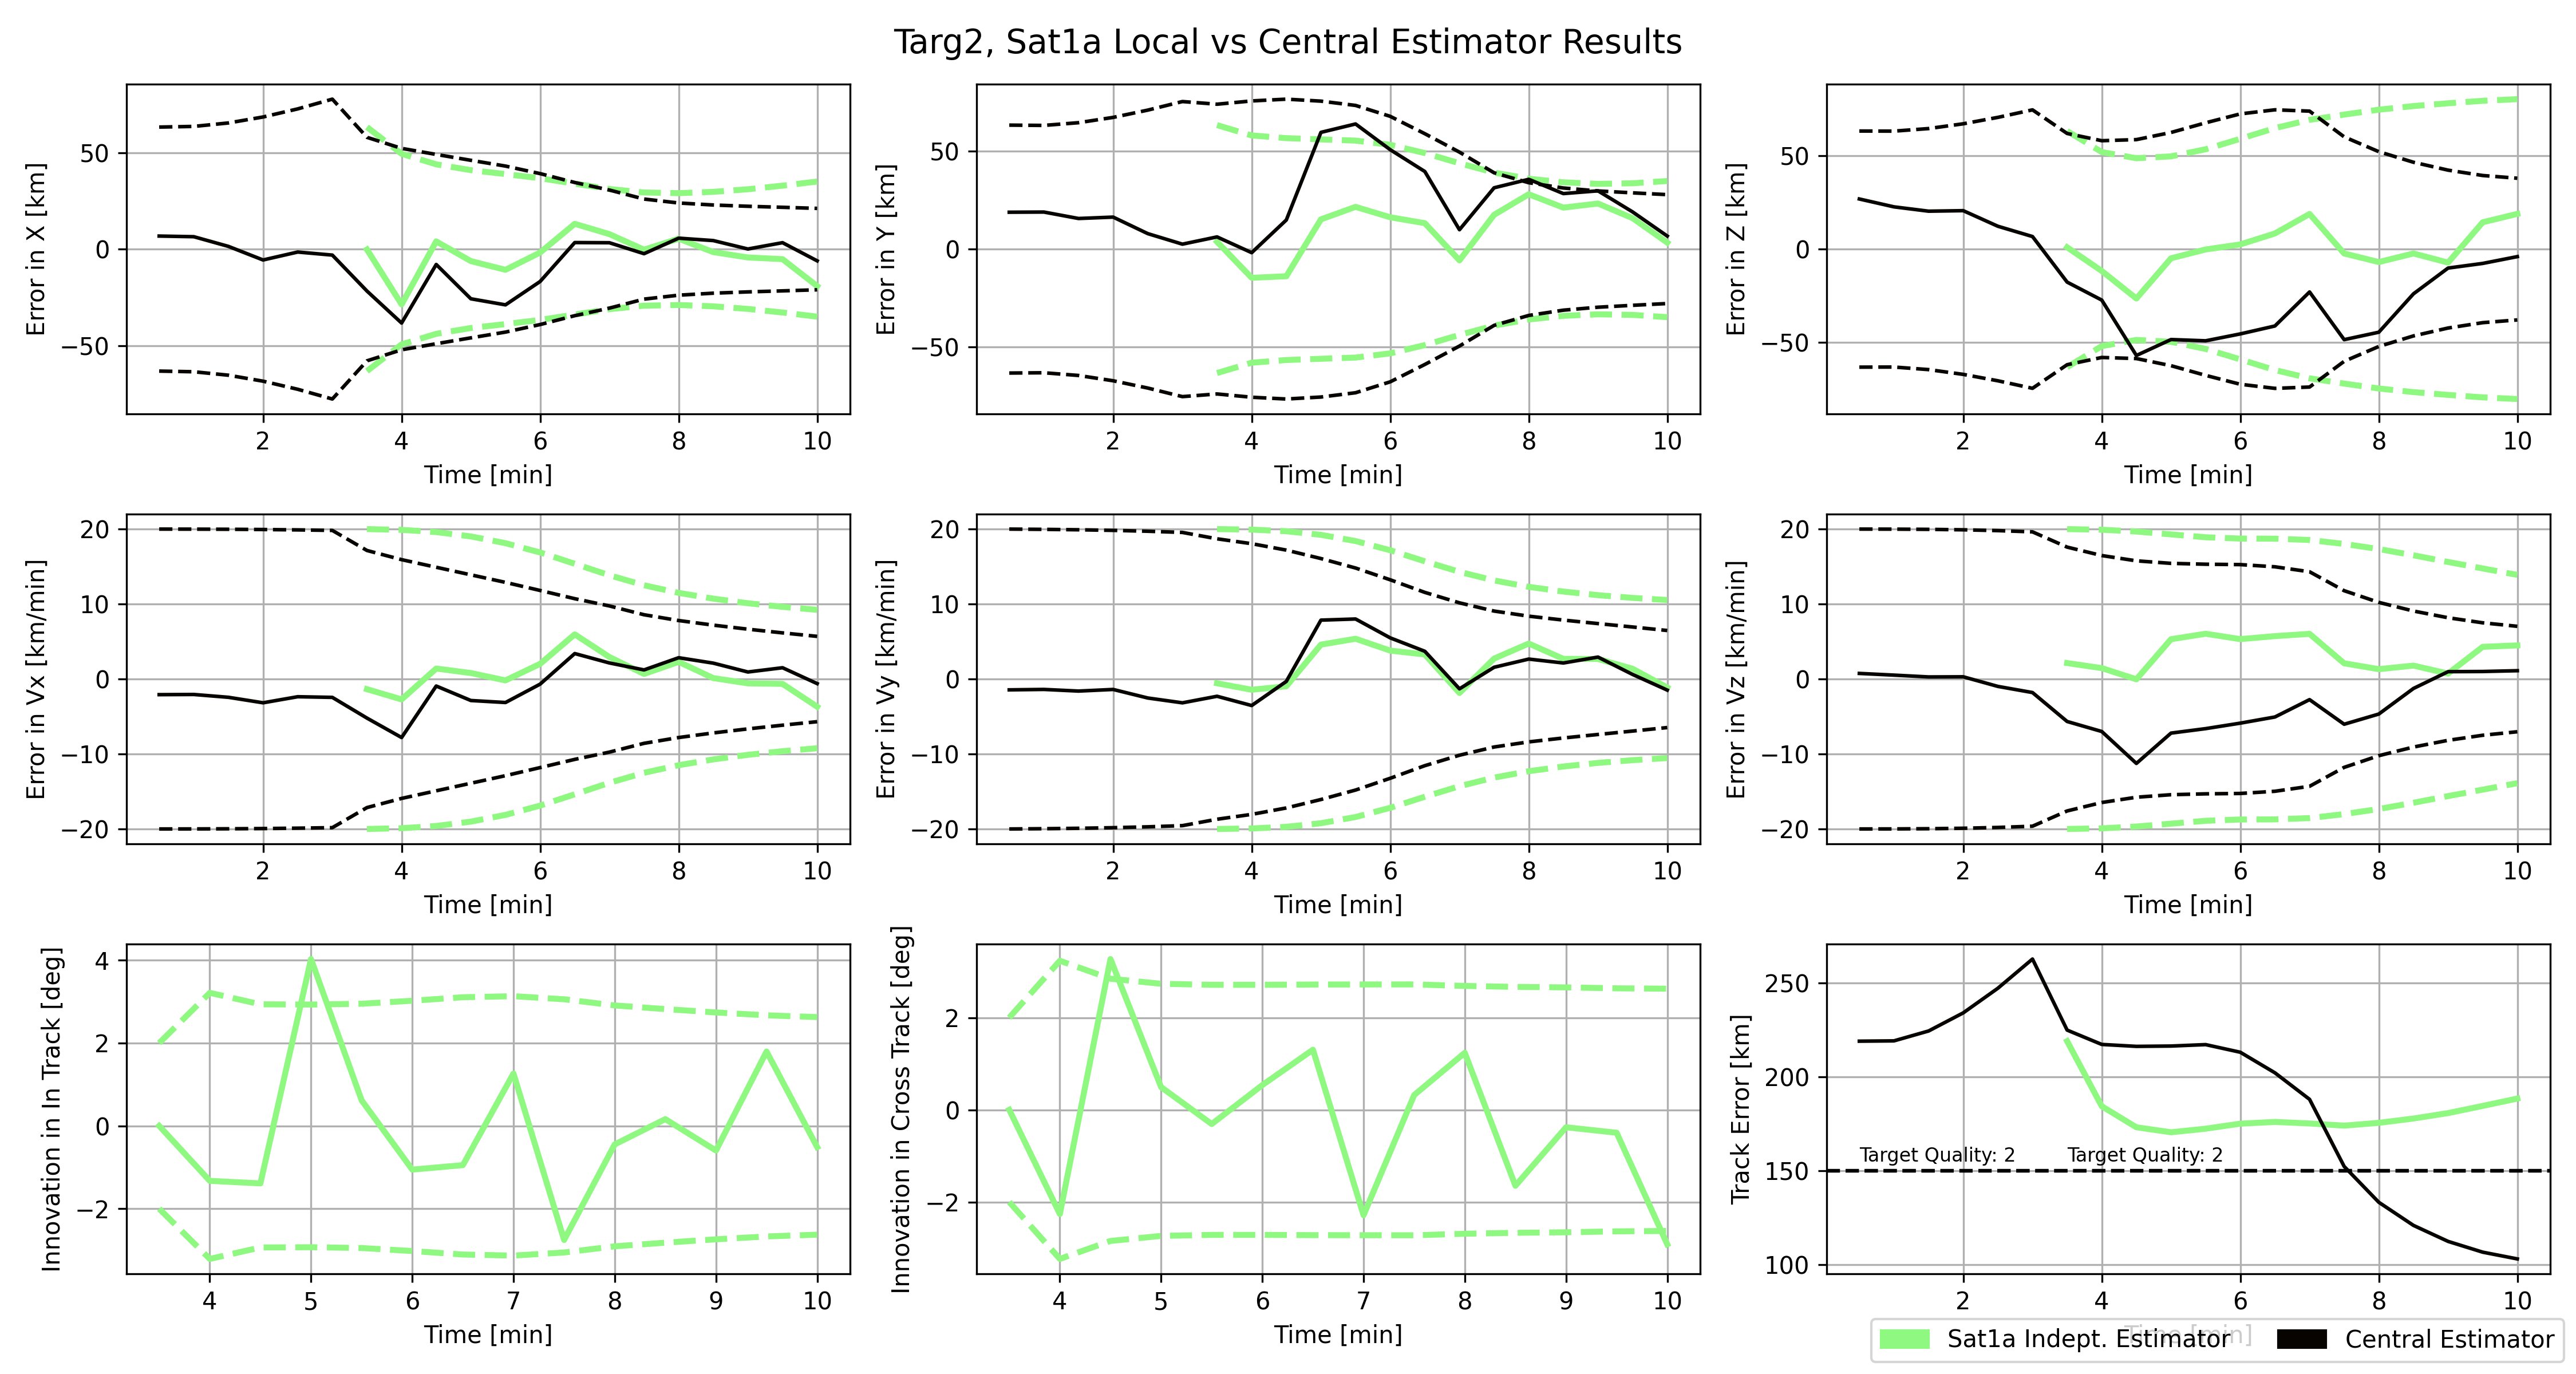 Targ2, Sat1a Local vs Central Estimator Results
Error in X [km]
50
0
−50
2 4 6 8 10
Time [min]
Error in Y [km]
50
0
−50
2 4 6 8 10
Time [min]
Error in Z [km]
50
0
−50
2 4 6 8 10
Time [min]
Error in Vx [km/min]
20
10
0
−10
−20
2 4 6 8 10
Time [min]
Error in Vy [km/min]
20
10
0
−10
−20
2 4 6 8 10
Time [min]
Error in Vz [km/min]
20
10
0
−10
−20
2 4 6 8 10
Time [min]
Innovation in In Track [deg]
4
2
0
−2
4 5 6 7 8 9 10
Time [min]
Innovation in Cross Track [deg]
2
0
−2
4 5 6 7 8 9 10
Time [min]
Track Error [km]
250
200
150
100
Target Quality: 2
Target Quality: 2
2 4 6 8 10
Time [min]
Sat1a Indept. Estimator
Central Estimator